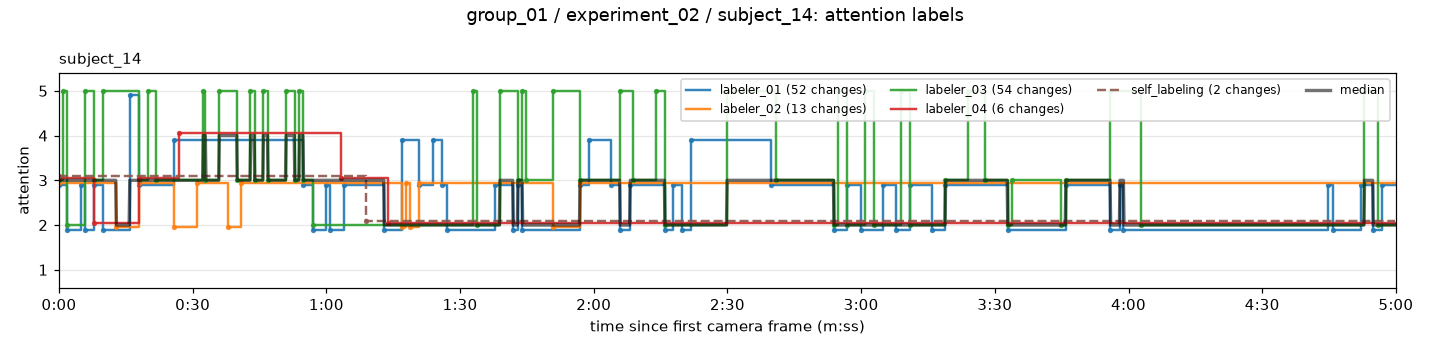 group_01 / experiment_02 / subject_14: attention labels
subject_14
labeler_01 (52 changes)
labeler_02 (13 changes)
labeler_03 (54 changes)
labeler_04 (6 changes)
self_labeling (2 changes)
median
attention
5
4
3
2
1
0:00 0:30 1:00 1:30 2:00 2:30 3:00 3:30 4:00 4:30 5:00
time since first camera frame (m:ss)